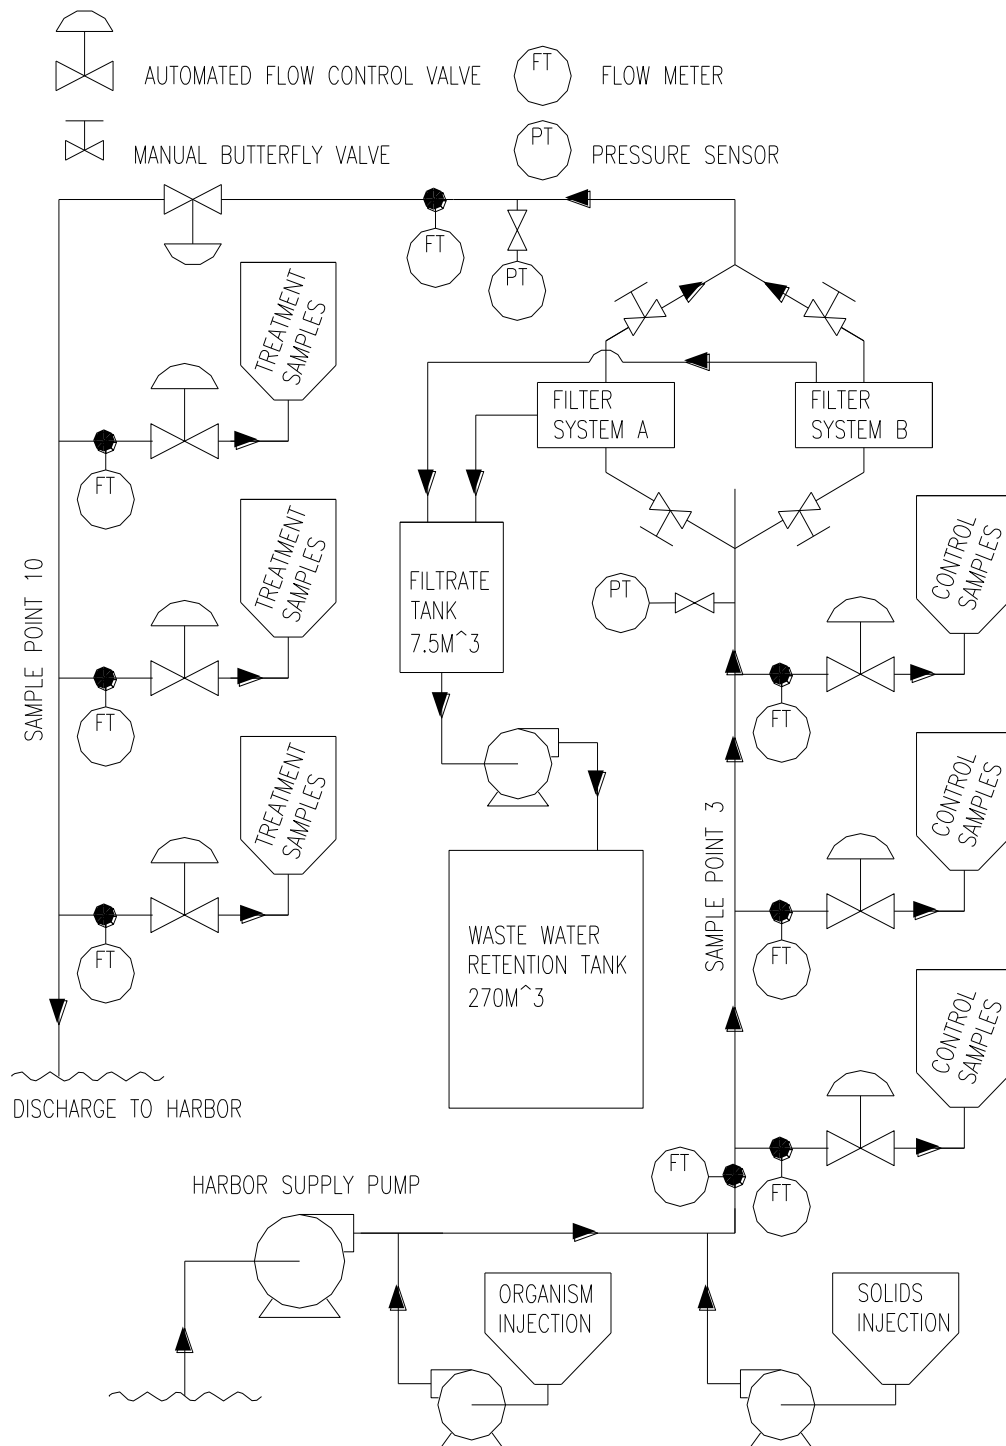 AUTOMATED FLOW CONTROL VALVE
FT
FLOW METER
MANUAL BUTTERFLY VALVE
PT
PRESSURE SENSOR
FT
PT
TREATMENT
SAMPLES
FT
FILTER
SYSTEM A
FILTER
SYSTEM B
TREATMENT
SAMPLES
FT
SAMPLE POINT 10
FILTRATE
TANK
7.5M^3
PT
CONTROL
SAMPLES
FT
TREATMENT
SAMPLES
FT
CONTROL
SAMPLES
FT
SAMPLE POINT 3
WASTE WATER
RETENTION TANK
270M^3
CONTROL
SAMPLES
FT
FT
DISCHARGE TO HARBOR
HARBOR SUPPLY PUMP
ORGANISM
INJECTION
SOLIDS
INJECTION